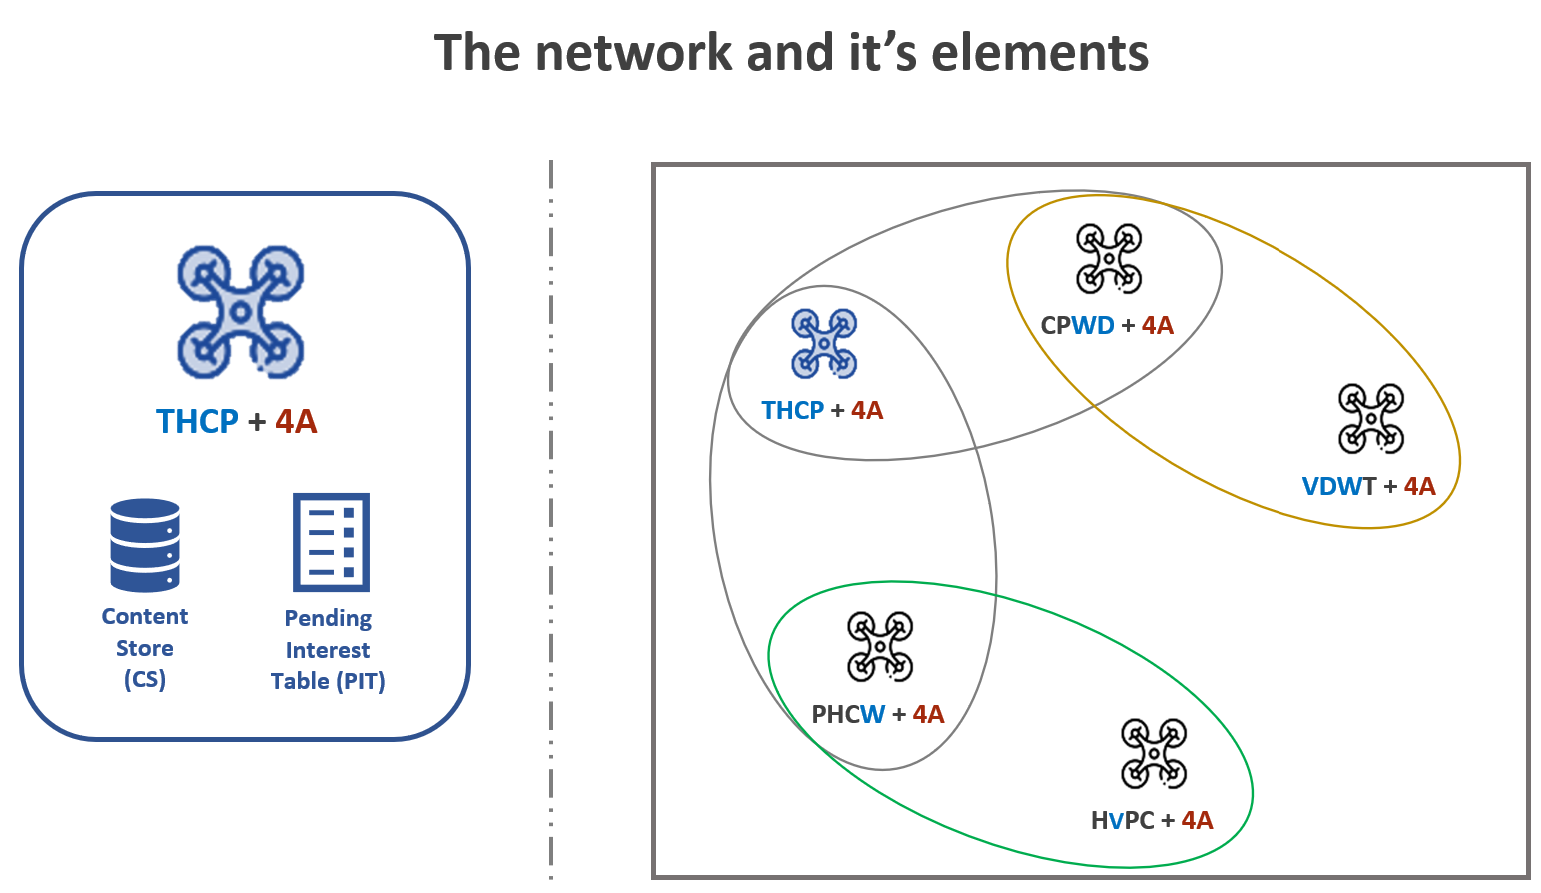 The network and it’s elements
THCP + 4A
Content
Store
(CS)
Pending
Interest
Table (PIT)
CPWD + 4A
THCP + 4A
VDWT + 4A
PHCW + 4A
HvPC + 4A